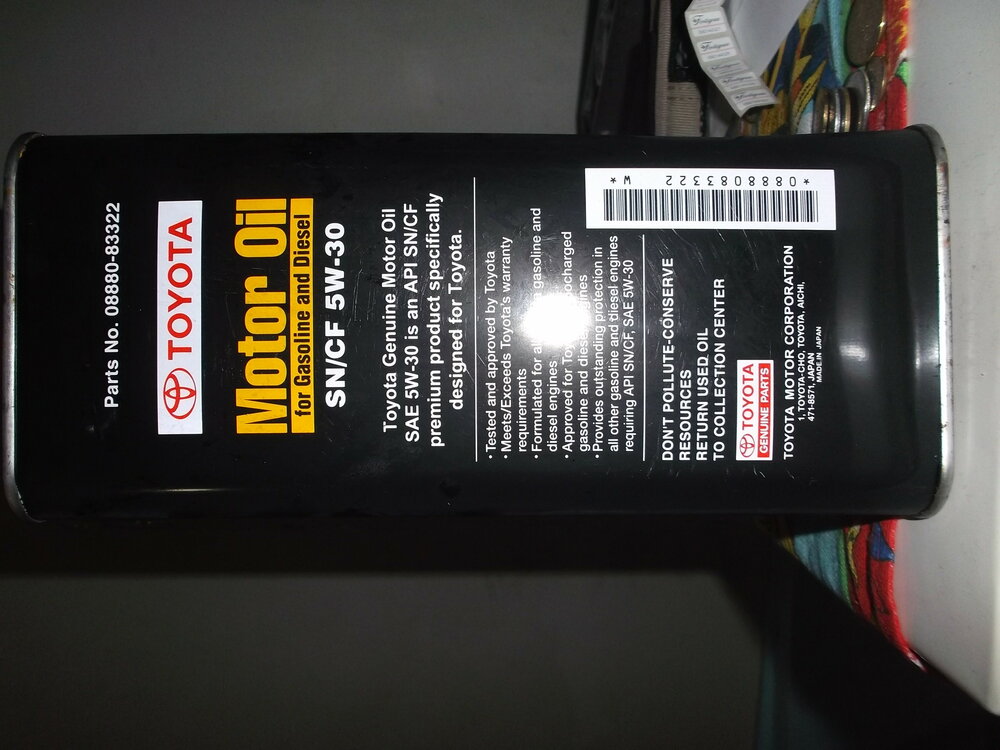 Parts No. 08880-83322
TOYOTA
Motor Oil
for Gasoline and Diesel
SN/CF 5W-30
Toyota Genuine Motor Oil
SAE 5W-30 is an API SN/CF
premium product specifically
designed for Toyota.
• Tested and approved by Toyota
• Meets/Exceeds Toyota's warranty
requirements
• Formulated for gasoline and
diesel engines
• Approved for
gasoline and engines
• Provides outstanding protection in
all other gasoline and diesel engines
requiring API SN/CF, SAE 5W-30
*0888083322 W*
DON'T POLLUTE-CONSERVE
RESOURCES
RETURN USED OIL
TO COLLECTION CENTER
TOYOTA
GENUINE PARTS
TOYOTA MOTOR CORPORATION
1, TOYOTA-CHO, TOYOTA, AICHI,
471-8571, JAPAN
MADE IN JAPAN